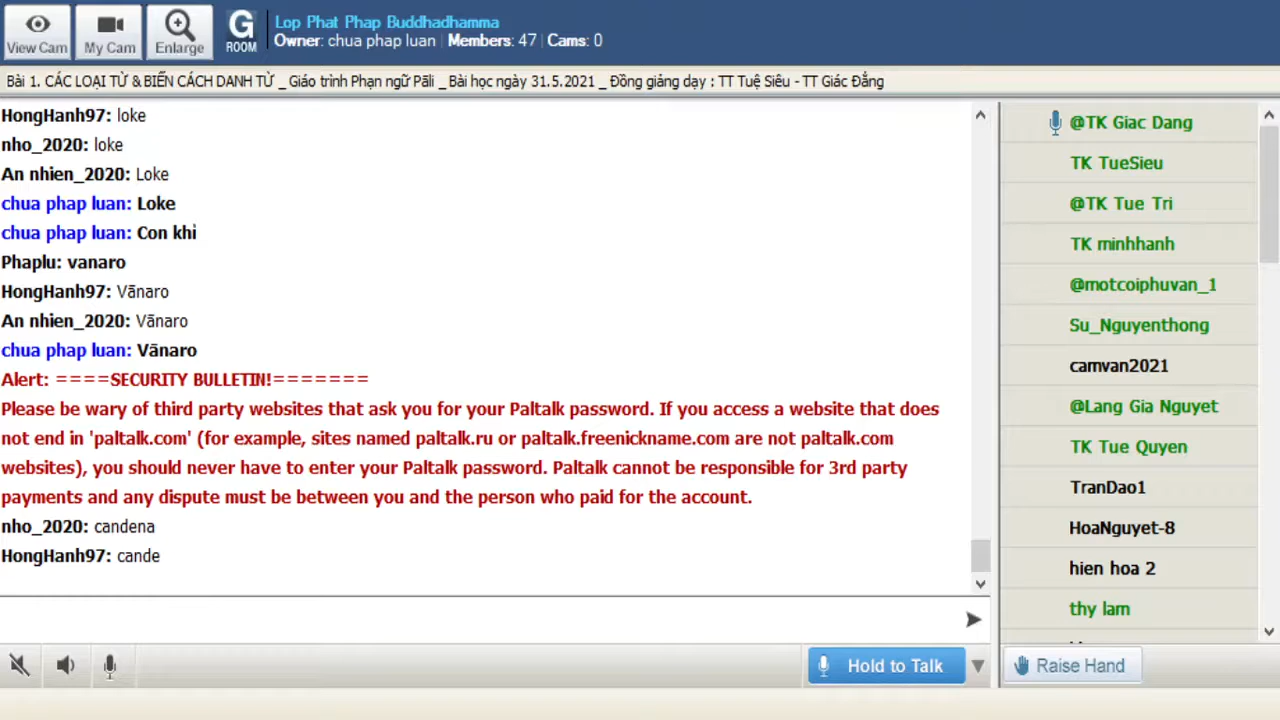 View Cam
My Cam
Enlarge
G
ROOM
Lop Phat Phap Buddhadhamma
Owner: chua phap luan | Members: 47 | Cams: 0
Bài 1. CÁC LOẠI TỪ & BIẾN CÁCH DANH TỪ _ Giáo trình Phạn ngữ Pāli _ Bài học ngày 31.5.2021 _ Đồng giảng dạy : TT Tuệ Siêu - TT Giác Đẳng
HongHanh97: loke
nho_2020: loke
An nhien_2020: Loke
chua phap luan: Loke
chua phap luan: Con khỉ
Phaplu: vanaro
HongHanh97: Vānaro
An nhien_2020: Vānaro
chua phap luan: Vānaro
Alert: ====SECURITY BULLETIN!=======
Please be wary of third party websites that ask you for your Paltalk password. If you access a website that does
not end in 'paltalk.com' (for example, sites named paltalk.ru or paltalk.freenickname.com are not paltalk.com
websites), you should never have to enter your Paltalk password. Paltalk cannot be responsible for 3rd party
payments and any dispute must be between you and the person who paid for the account.
nho_2020: candena
HongHanh97: cande
@TK Giac Dang
TK TueSieu
@TK Tue Tri
TK minhhanh
@motcoiphuvan_1
Su_Nguyenthong
camvan2021
@Lang Gia Nguyet
TK Tue Quyen
TranDao1
HoaNguyet-8
hien hoa 2
thy lam
Hold to Talk
Raise Hand